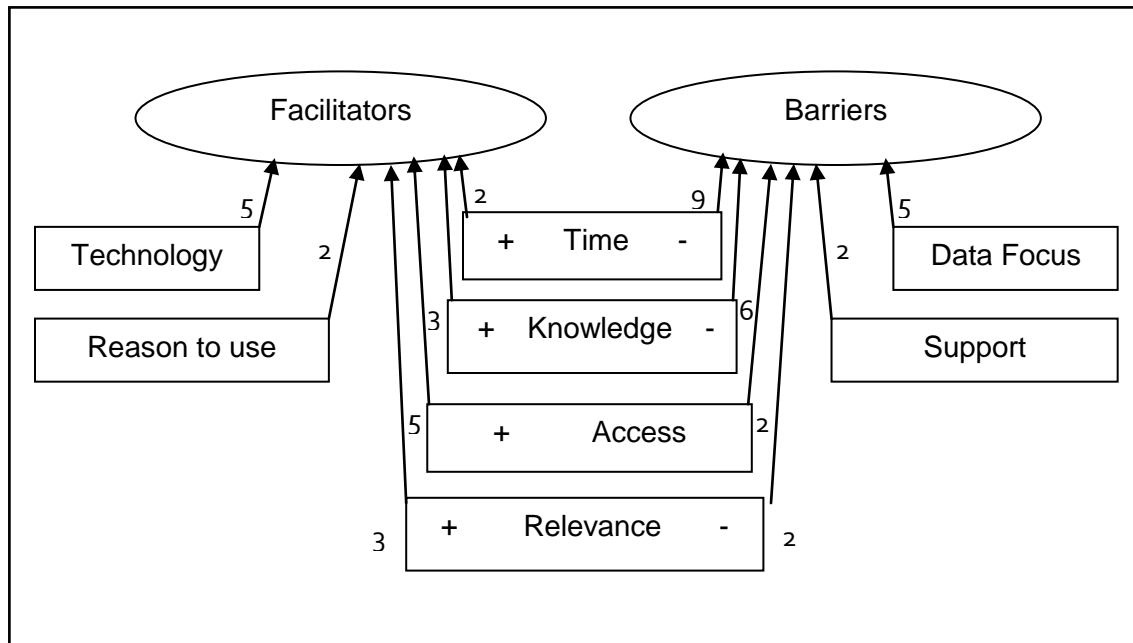 Facilitators Barriers
5 2 9 5
Technology 2 + Time - 2 Data Focus
3 + Knowledge - 6
Reason to use Support
5 + Access 2
3 + Relevance - 2